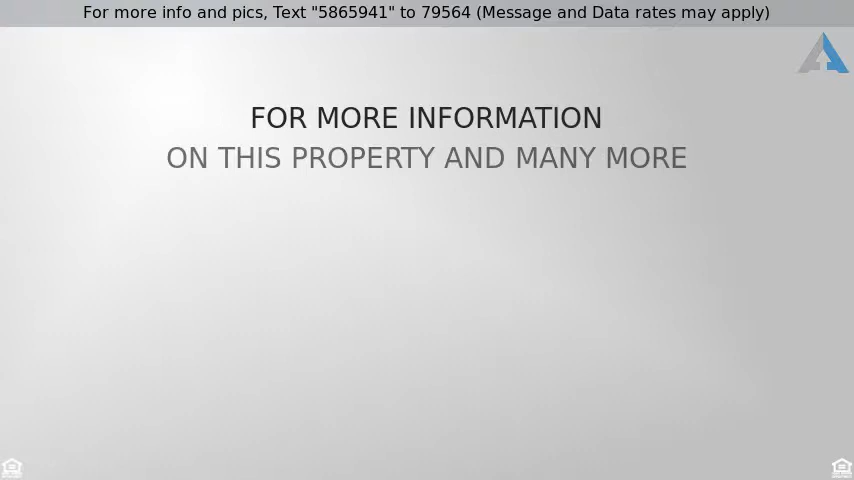 For more info and pics, Text "5865941" to 79564 (Message and Data rates may apply)
FOR MORE INFORMATION
ON THIS PROPERTY AND MANY MORE